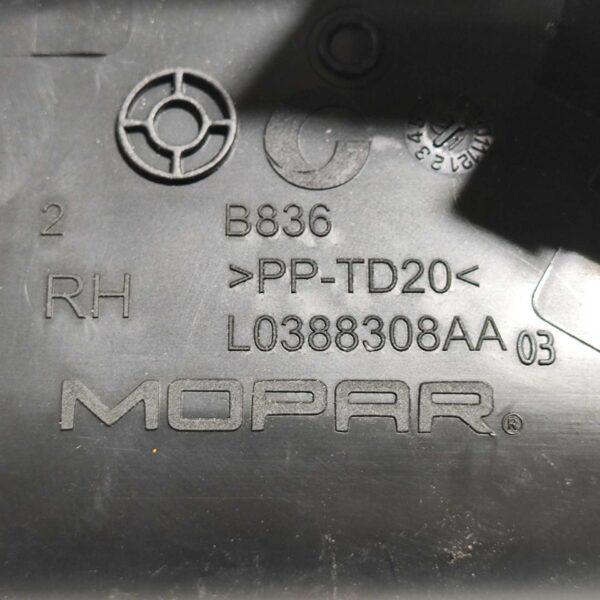 C
2 B836
>PP-TD20<
RH
L0388308AA 03
MOPAR®